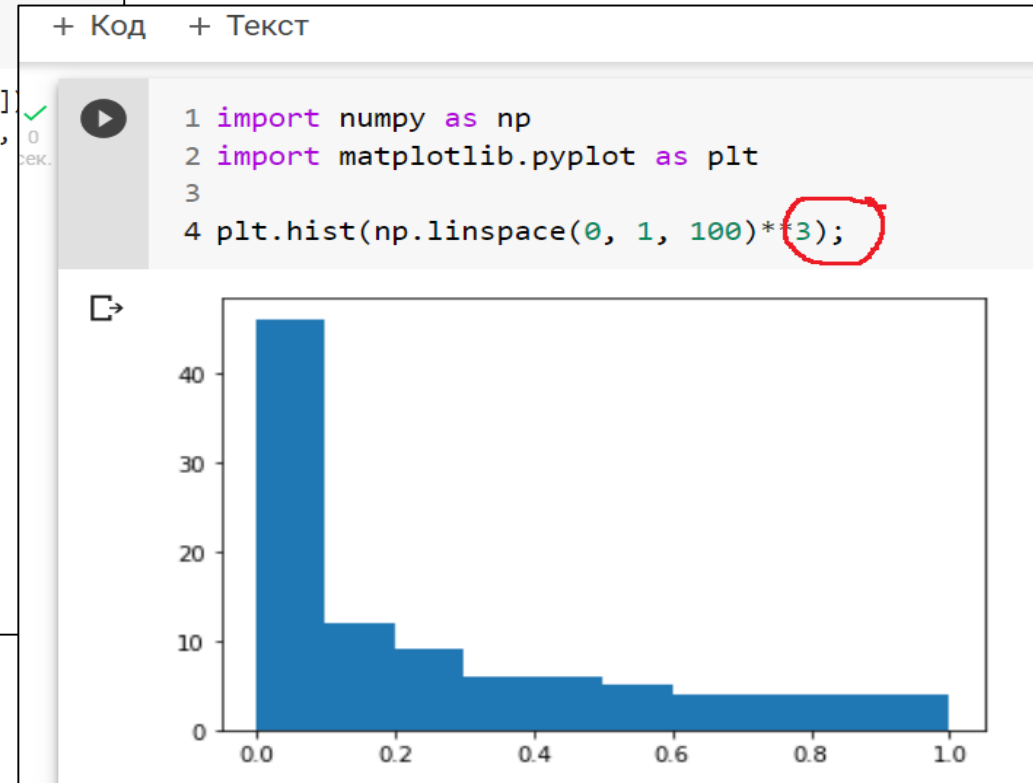 + Код + Текст
])
,
0
сек.
1 import numpy as np
2 import matplotlib.pyplot as plt
3
4 plt.hist(np.linspace(0, 1, 100)**3);
40
30
20
10
0
0.0 0.2 0.4 0.6 0.8 1.0